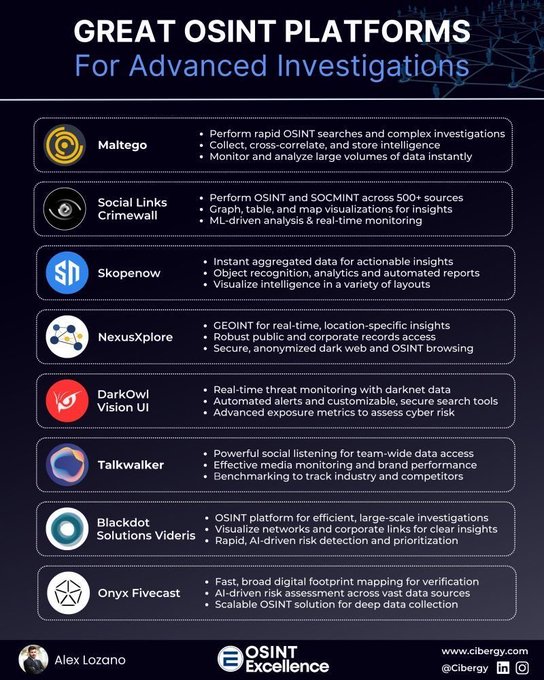 GREAT OSINT PLATFORMS
For Advanced Investigations
Maltego
• Perform rapid OSINT searches and complex investigations
• Collect, cross-correlate, and store intelligence
• Monitor and analyze large volumes of data instantly
Social Links
Crimewall
• Perform OSINT and SOCMINT across 500+ sources
• Graph, table, and map visualizations for insights
• ML-driven analysis & real-time monitoring
Skopenow
• Instant aggregated data for actionable insights
• Object recognition, analytics and automated reports
• Visualize intelligence in a variety of layouts
NexusXplore
• GEOINT for real-time, location-specific insights
• Robust public and corporate records access
• Secure, anonymized dark web and OSINT browsing
DarkOwl
Vision UI
• Real-time threat monitoring with darknet data
• Automated alerts and customizable, secure search tools
• Advanced exposure metrics to assess cyber risk
Talkwalker
• Powerful social listening for team-wide data access
• Effective media monitoring and brand performance
• Benchmarking to track industry and competitors
Blackdot
Solutions Videris
• OSINT platform for efficient, large-scale investigations
• Visualize networks and corporate links for clear insights
• Rapid, AI-driven risk detection and prioritization
Onyx Fivecast
• Fast, broad digital footprint mapping for verification
• AI-driven risk assessment across vast data sources
• Scalable OSINT solution for deep data collection
Alex Lozano
OSINT
Excellence
www.cibergy.com
@Cibergy